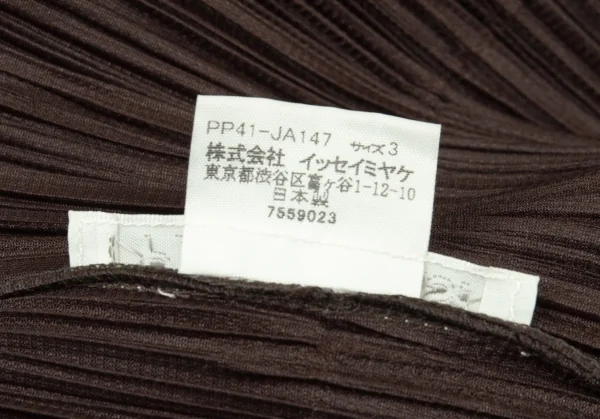 PP41-JA147 サイズ3
株式会社 イッセイミヤケ
東京都渋谷区富ヶ谷1-12-10
日本製
7559023